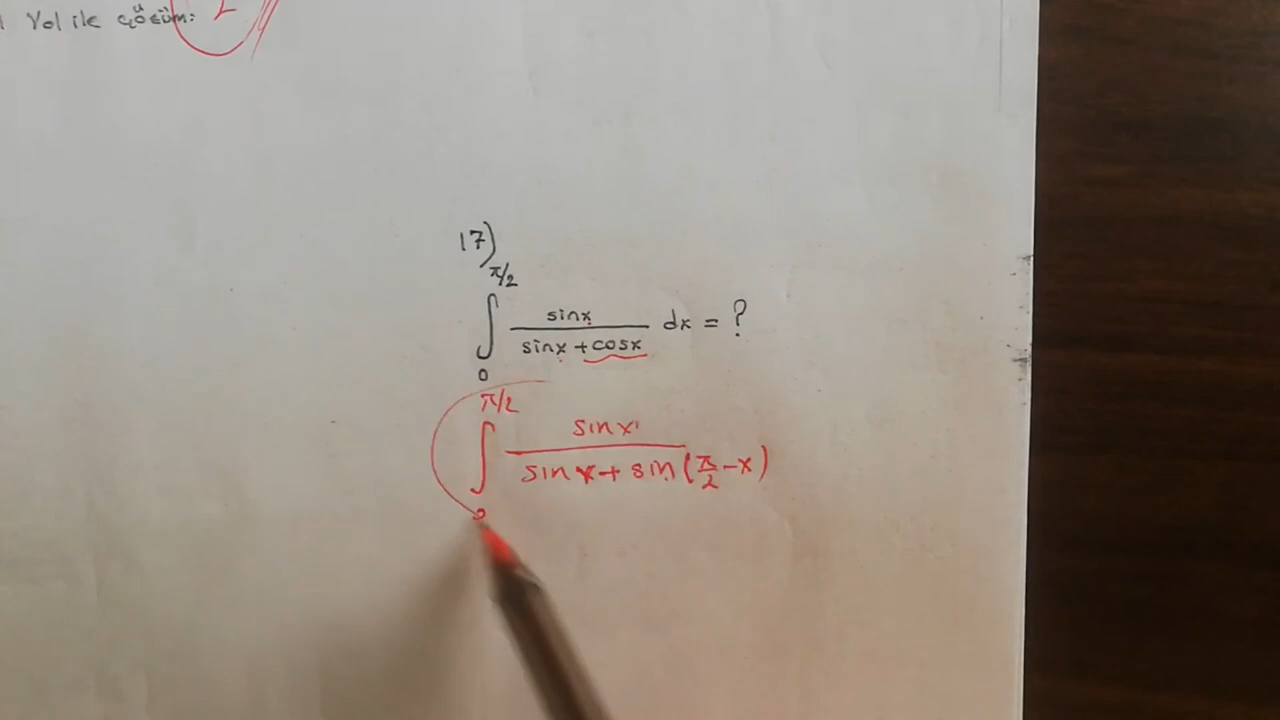 Yol ile çözüm:
17)
π/2
∫ sinx / (sinx + cosx) dx = ?
0
π/2
∫ sinx / (sinx + sin(π/2 - x))
0